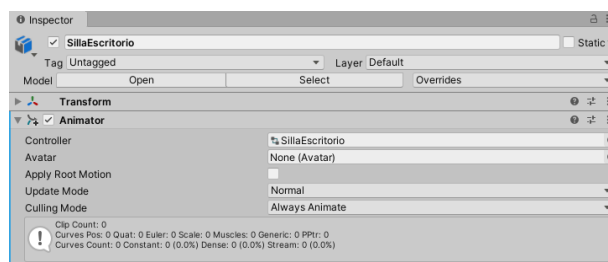 Inspector
SillaEscritorio Static
Tag Untagged Layer Default
Model Open Select Overrides
Transform
Animator
Controller SillaEscritorio
Avatar None (Avatar)
Apply Root Motion
Update Mode Normal
Culling Mode Always Animate
Clip Count: 0
Curves Pos: 0 Quat: 0 Euler: 0 Scale: 0 Muscles: 0 Generic: 0 PPtr: 0
Curves Count: 0 Constant: 0 (0.0%) Dense: 0 (0.0%) Stream: 0 (0.0%)